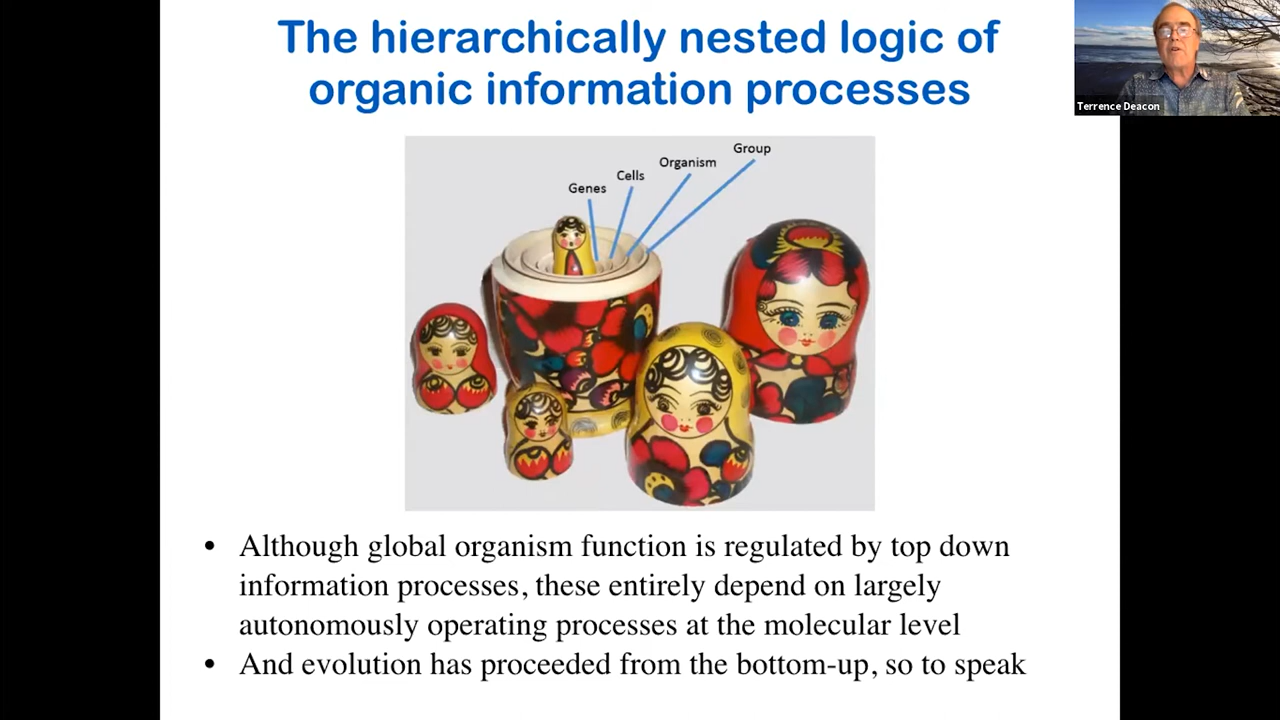 The hierarchically nested logic of
organic information processes
Terrence Deacon
Group
Organism
Cells
Genes
• Although global organism function is regulated by top down
information processes, these entirely depend on largely
autonomously operating processes at the molecular level
• And evolution has proceeded from the bottom-up, so to speak